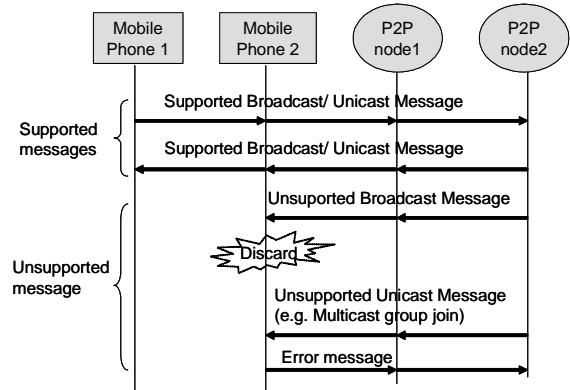 Mobile
Phone 1
Mobile
Phone 2
P2P
node1
P2P
node2
Supported Broadcast/ Unicast Message
Supported
messages
Supported Broadcast/ Unicast Message
Unsuported Broadcast Message
Discard
Unsupported
message
Unsupported Unicast Message
(e.g. Multicast group join)
Error message